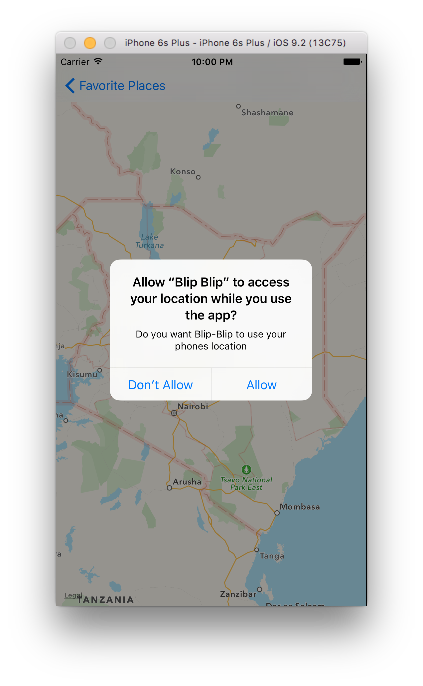 iPhone 6s Plus - iPhone 6s Plus / iOS 9.2 (13C75)
Carrier 10:00 PM
Favorite Places
Shashamane
Konso
Lake
Turkana
Allow “Blip Blip” to access
your location while you use
the app?
Do you want Blip-Blip to use your
phones location
Don’t Allow Allow
Kisumu
Nairobi
Arusha
Tsavo National
Park East
Mombasa
Tanga
Zanzibar
Legal
TANZANIA